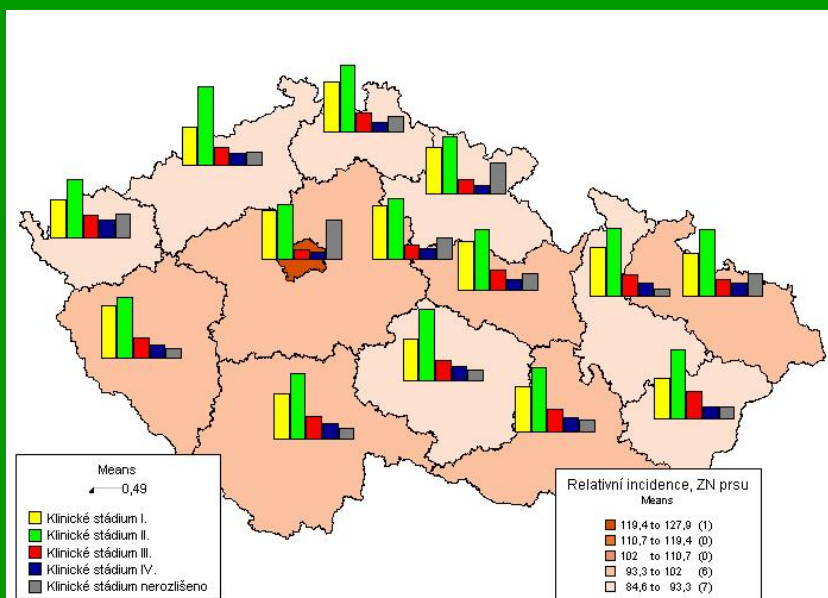 Means
0,49
Klinické stádium I.
Klinické stádium II.
Klinické stádium III.
Klinické stádium IV.
Klinické stádium nerozlišeno
Relativní incidence, ZN prsu
Means
119,4 to 127,9 (1)
110,7 to 119,4 (0)
102 to 110,7 (0)
93,3 to 102 (6)
84,6 to 93,3 (7)